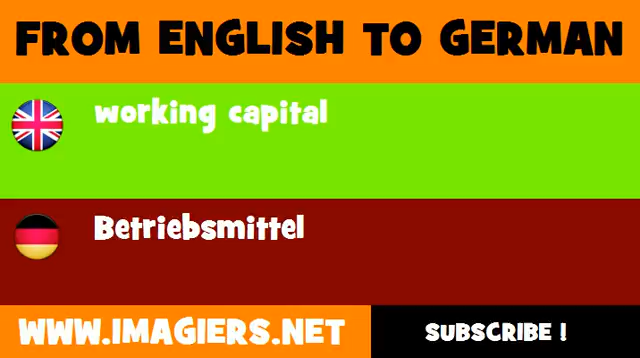 FROM ENGLISH TO GERMAN
working capital
Betriebsmittel
WWW.IMAGIERS.NET
SUBSCRIBE !